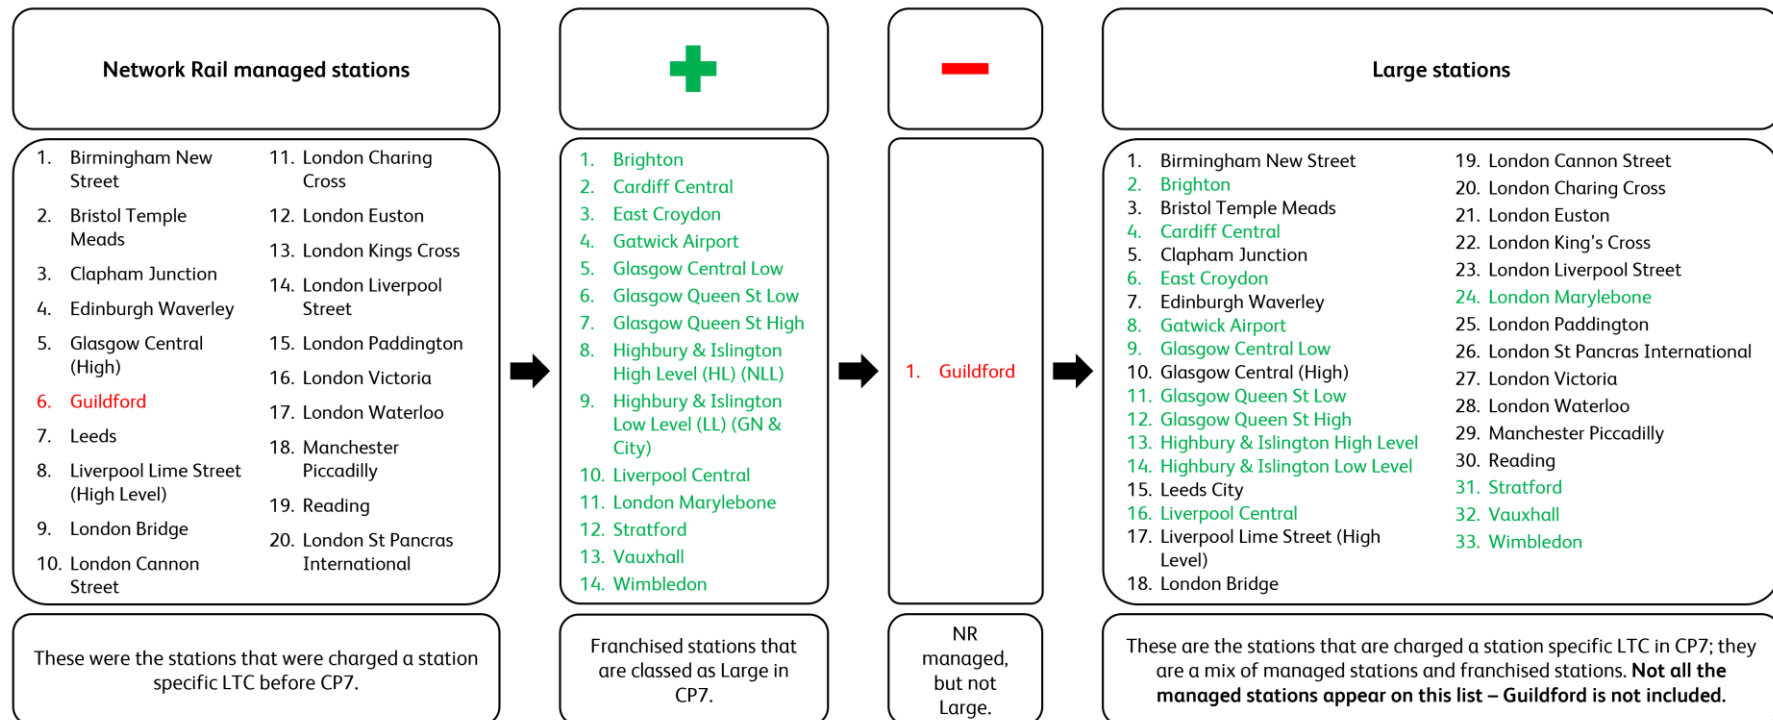 Network Rail managed stations
Large stations
1. Birmingham New
Street
2. Bristol Temple
Meads
3. Clapham Junction
4. Edinburgh Waverley
5. Glasgow Central
(High)
6. Guildford
7. Leeds
8. Liverpool Lime Street
(High Level)
9. London Bridge
10. London Cannon
Street
11. London Charing
Cross
12. London Euston
13. London Kings Cross
14. London Liverpool
Street
15. London Paddington
16. London Victoria
17. London Waterloo
18. Manchester
Piccadilly
19. Reading
20. London St Pancras
International
1. Brighton
2. Cardiff Central
3. East Croydon
4. Gatwick Airport
5. Glasgow Central Low
6. Glasgow Queen St Low
7. Glasgow Queen St High
8. Highbury & Islington
High Level (HL) (NLL)
9. Highbury & Islington
Low Level (LL) (GN &
City)
10. Liverpool Central
11. London Marylebone
12. Stratford
13. Vauxhall
14. Wimbledon
1. Guildford
1. Birmingham New Street
2. Brighton
3. Bristol Temple Meads
4. Cardiff Central
5. Clapham Junction
6. East Croydon
7. Edinburgh Waverley
8. Gatwick Airport
9. Glasgow Central Low
10. Glasgow Central (High)
11. Glasgow Queen St Low
12. Glasgow Queen St High
13. Highbury & Islington High Level
14. Highbury & Islington Low Level
15. Leeds City
16. Liverpool Central
17. Liverpool Lime Street (High
Level)
18. London Bridge
19. London Cannon Street
20. London Charing Cross
21. London Euston
22. London King's Cross
23. London Liverpool Street
24. London Marylebone
25. London Paddington
26. London St Pancras International
27. London Victoria
28. London Waterloo
29. Manchester Piccadilly
30. Reading
31. Stratford
32. Vauxhall
33. Wimbledon
These were the stations that were charged a station
specific LTC before CP7.
Franchised stations that
are classed as Large in
CP7.
NR
managed,
but not
Large.
These are the stations that are charged a station specific LTC in CP7; they
are a mix of managed stations and franchised stations. Not all the
managed stations appear on this list – Guildford is not included.